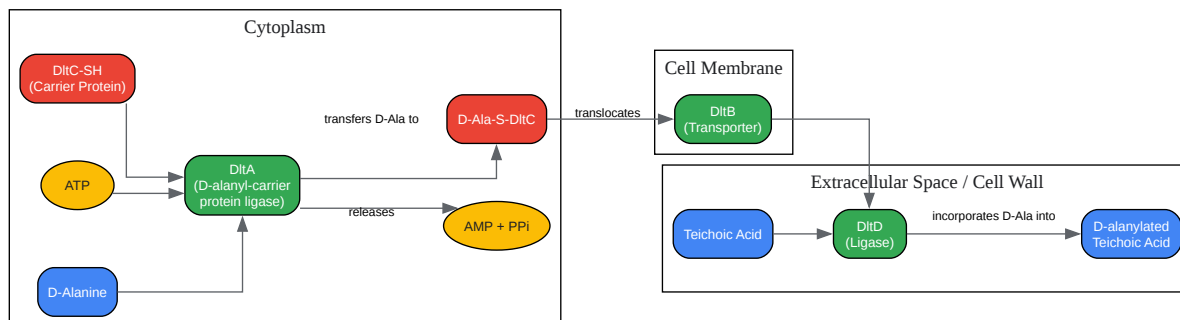 Cytoplasm
DltC-SH
(Carrier Protein)
transfers D-Ala to
D-Ala-S-DltC
translocates
ATP
DltA
(D-alanyl-carrier
protein ligase)
releases
AMP + PPi
D-Alanine
Cell Membrane
DltB
(Transporter)
Extracellular Space / Cell Wall
Teichoic Acid
DltD
(Ligase)
incorporates D-Ala into
D-alanylated
Teichoic Acid